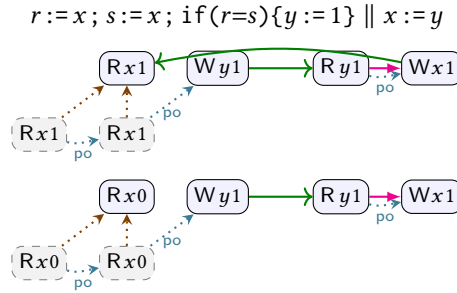 r := x ; s := x ; if(r=s){y := 1} ∥ x := y
Rx1 Wy1 Ry1 Wx1
po
Rx1 Rx1
po
Rx0 Wy1 Ry1 Wx1
po
Rx0 Rx0
po
po
po